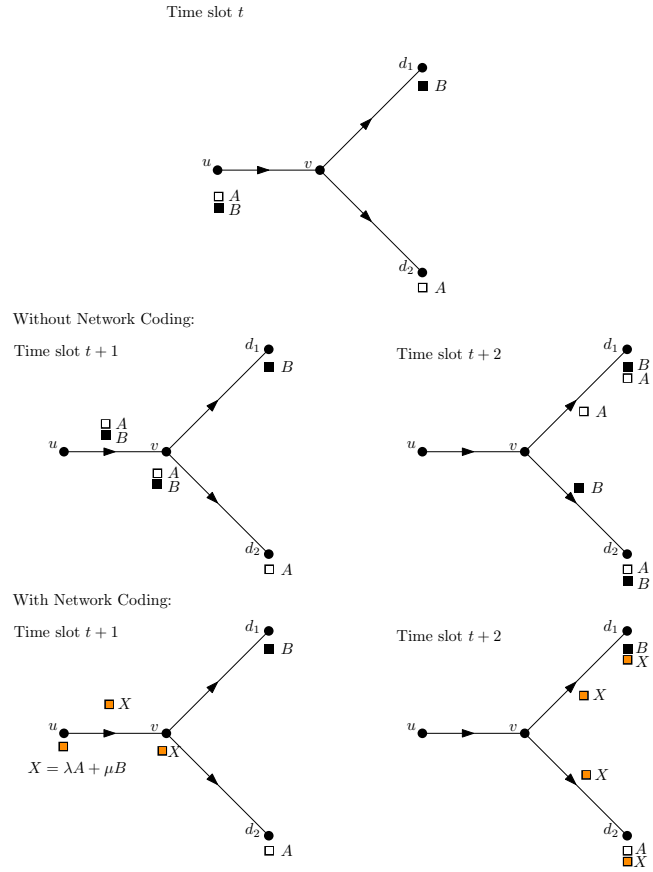 Time slot t
d1
B
u
v
A
B
d2
A
Without Network Coding:
Time slot t + 1
d1
B
A
B
u
v
A
B
d2
A
Time slot t + 2
d1
B
A
A
u
v
B
d2
A
B
With Network Coding:
Time slot t + 1
d1
B
X
u
v
X
X = λA + μB
d2
A
Time slot t + 2
d1
B
X
X
u
v
X
d2
A
X